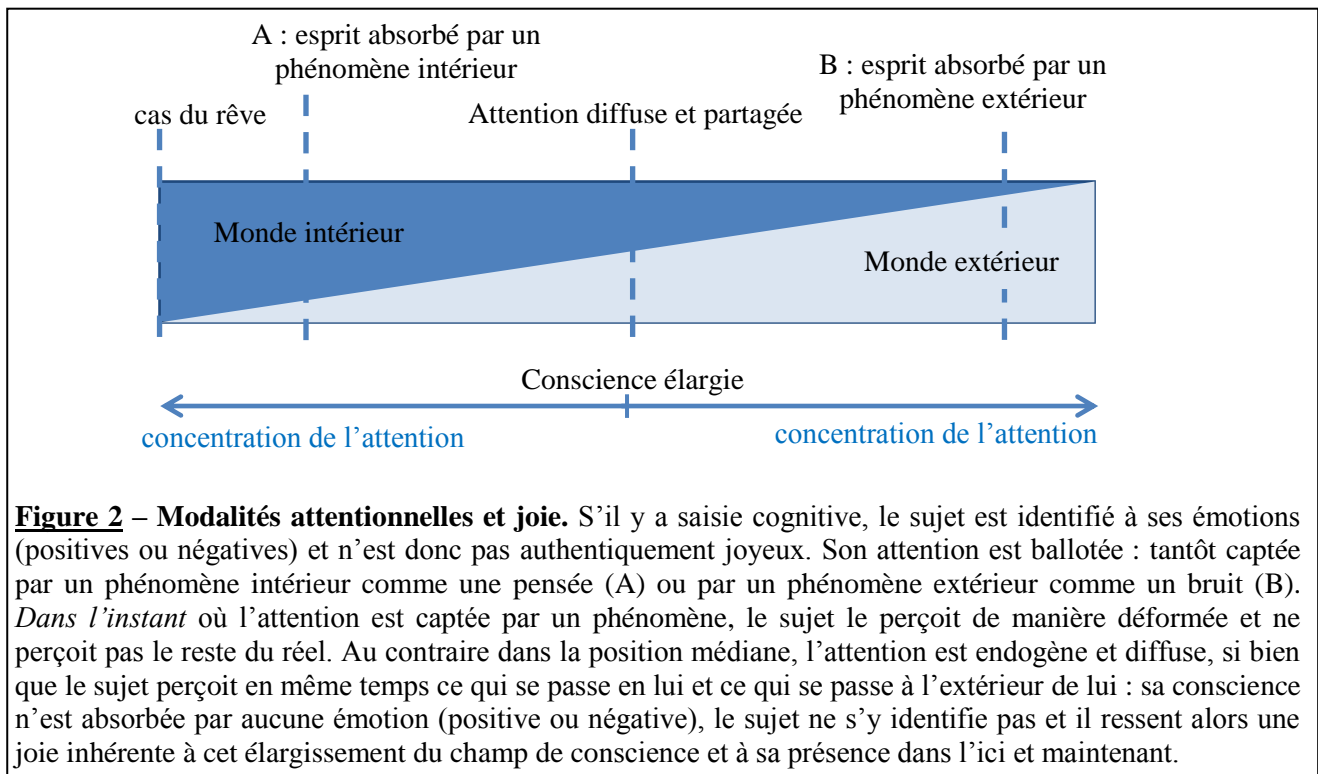 A : esprit absorbé par un
phénomène intérieur
B : esprit absorbé par un
phénomène extérieur
cas du rêve
Attention diffuse et partagée
Monde intérieur
Monde extérieur
Conscience élargie
concentration de l’attention
concentration de l’attention
Figure 2 – Modalités attentionnelles et joie. S’il y a saisie cognitive, le sujet est identifié à ses émotions
(positives ou négatives) et n’est donc pas authentiquement joyeux. Son attention est ballotée : tantôt captée
par un phénomène intérieur comme une pensée (A) ou par un phénomène extérieur comme un bruit (B).
Dans l’instant où l’attention est captée par un phénomène, le sujet le perçoit de manière déformée et ne
perçoit pas le reste du réel. Au contraire dans la position médiane, l’attention est endogène et diffuse, si bien
que le sujet perçoit en même temps ce qui se passe en lui et ce qui se passe à l’extérieur de lui : sa conscience
n’est absorbée par aucune émotion (positive ou négative), le sujet ne s’y identifie pas et il ressent alors une
joie inhérente à cet élargissement du champ de conscience et à sa présence dans l’ici et maintenant.